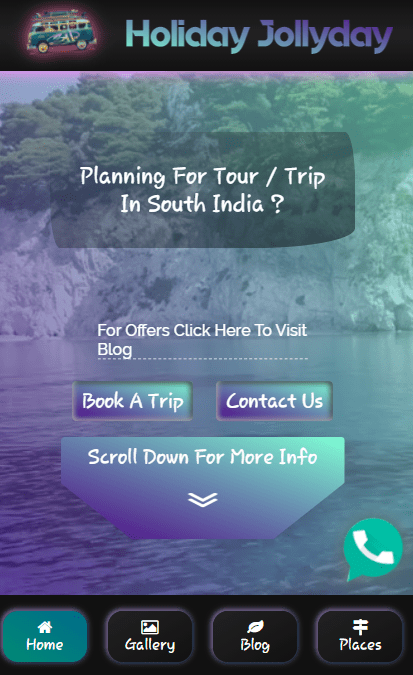 Holiday Jollyday
Planning For Tour / Trip
In South India ?
For Offers Click Here To Visit
Blog
Book A Trip
Contact Us
Scroll Down For More Info
Home
Gallery
Blog
Places